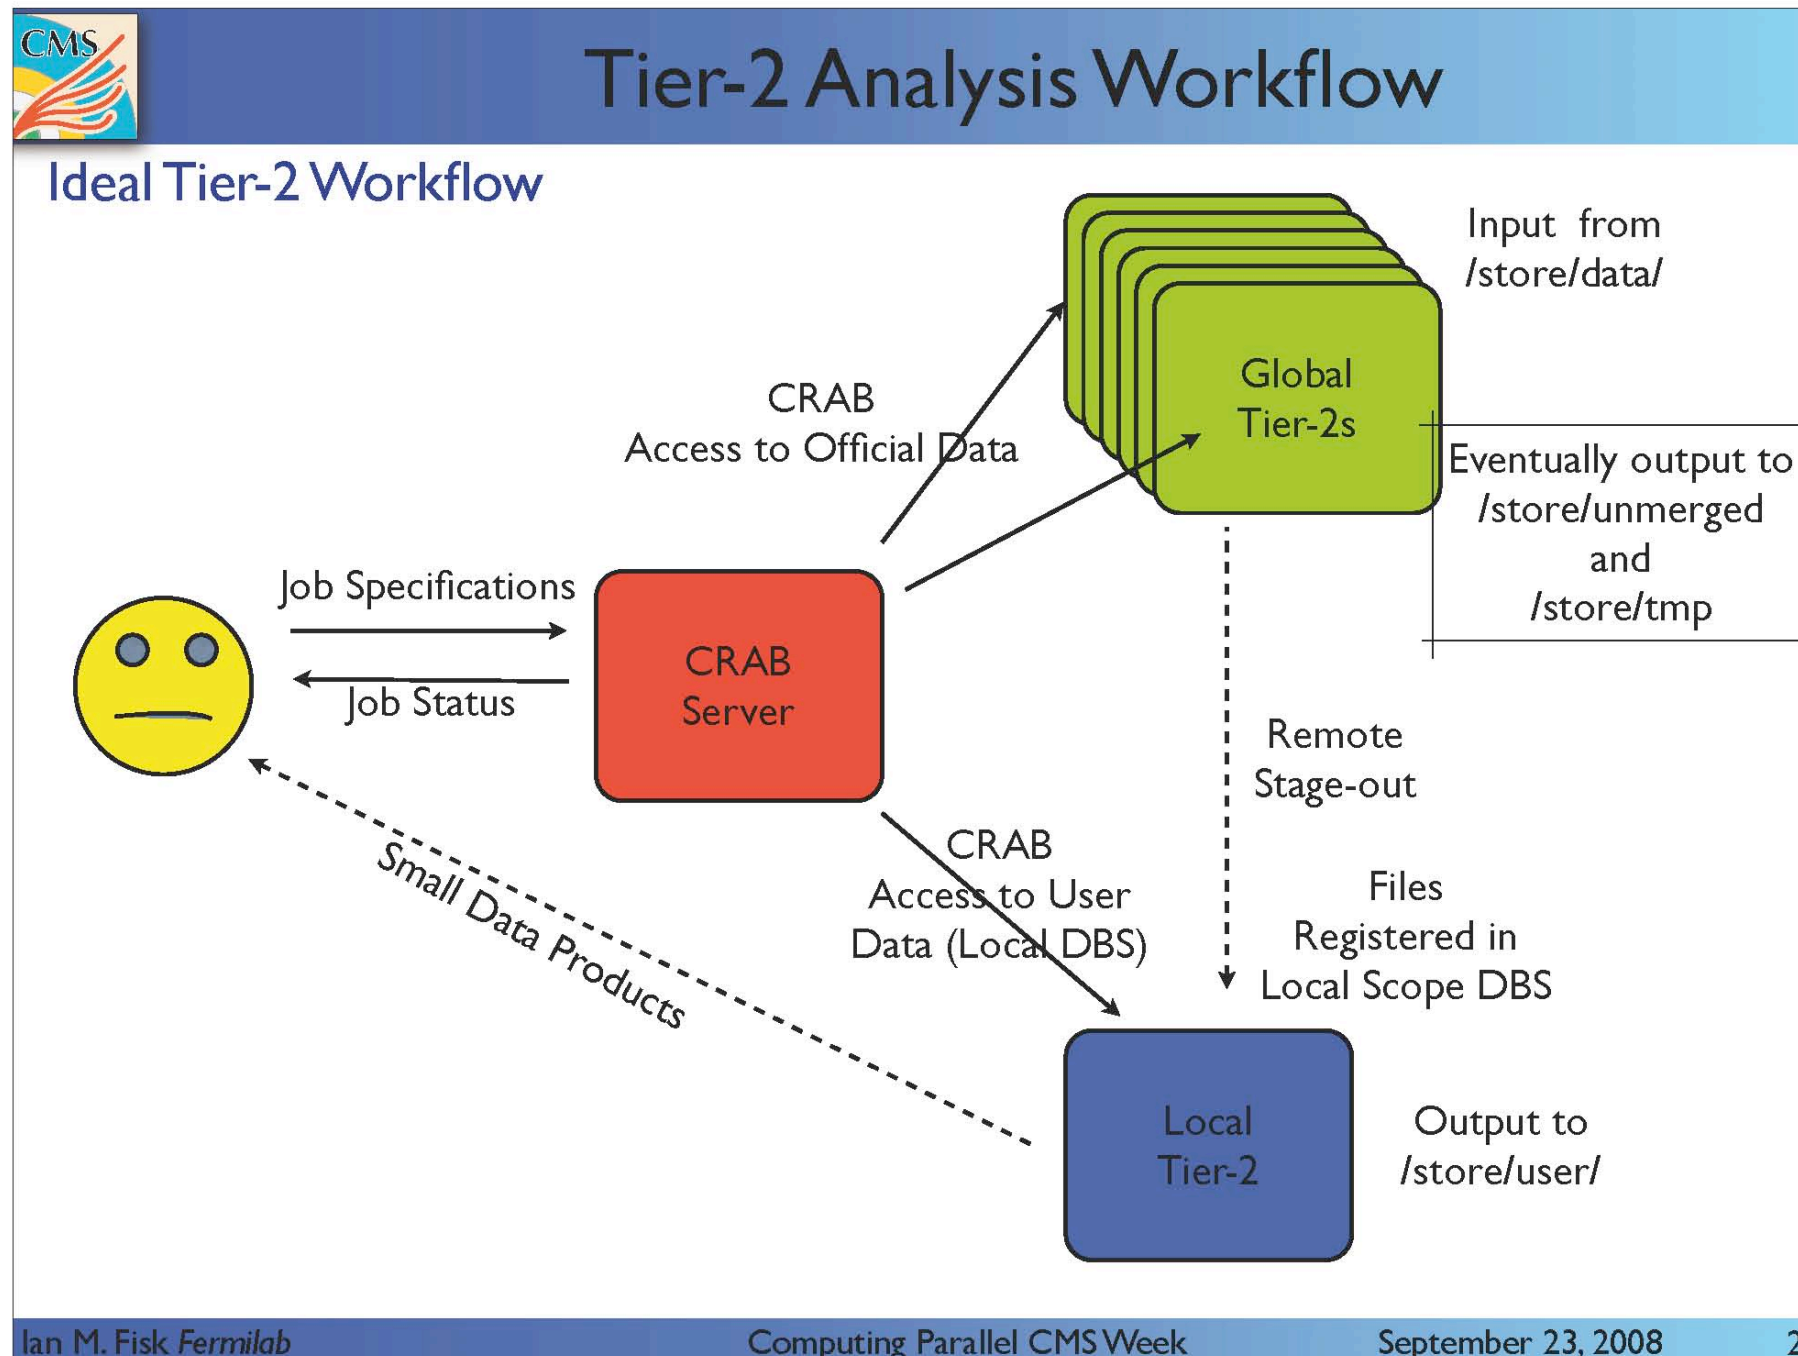 CMS
Tier-2 Analysis Workflow
Ideal Tier-2 Workflow
Input from
/store/data/
Global
Tier-2s
CRAB
Access to Official Data
Eventually output to
/store/unmerged
and
/store/tmp
Job Specifications
CRAB
Server
Job Status
Remote
Stage-out
CRAB
Access to User
Data (Local DBS)
Small Data Products
Files
Registered in
Local Scope DBS
Local
Tier-2
Output to
/store/user/
Ian M. Fisk Fermilab
Computing Parallel CMS Week
September 23, 2008
2